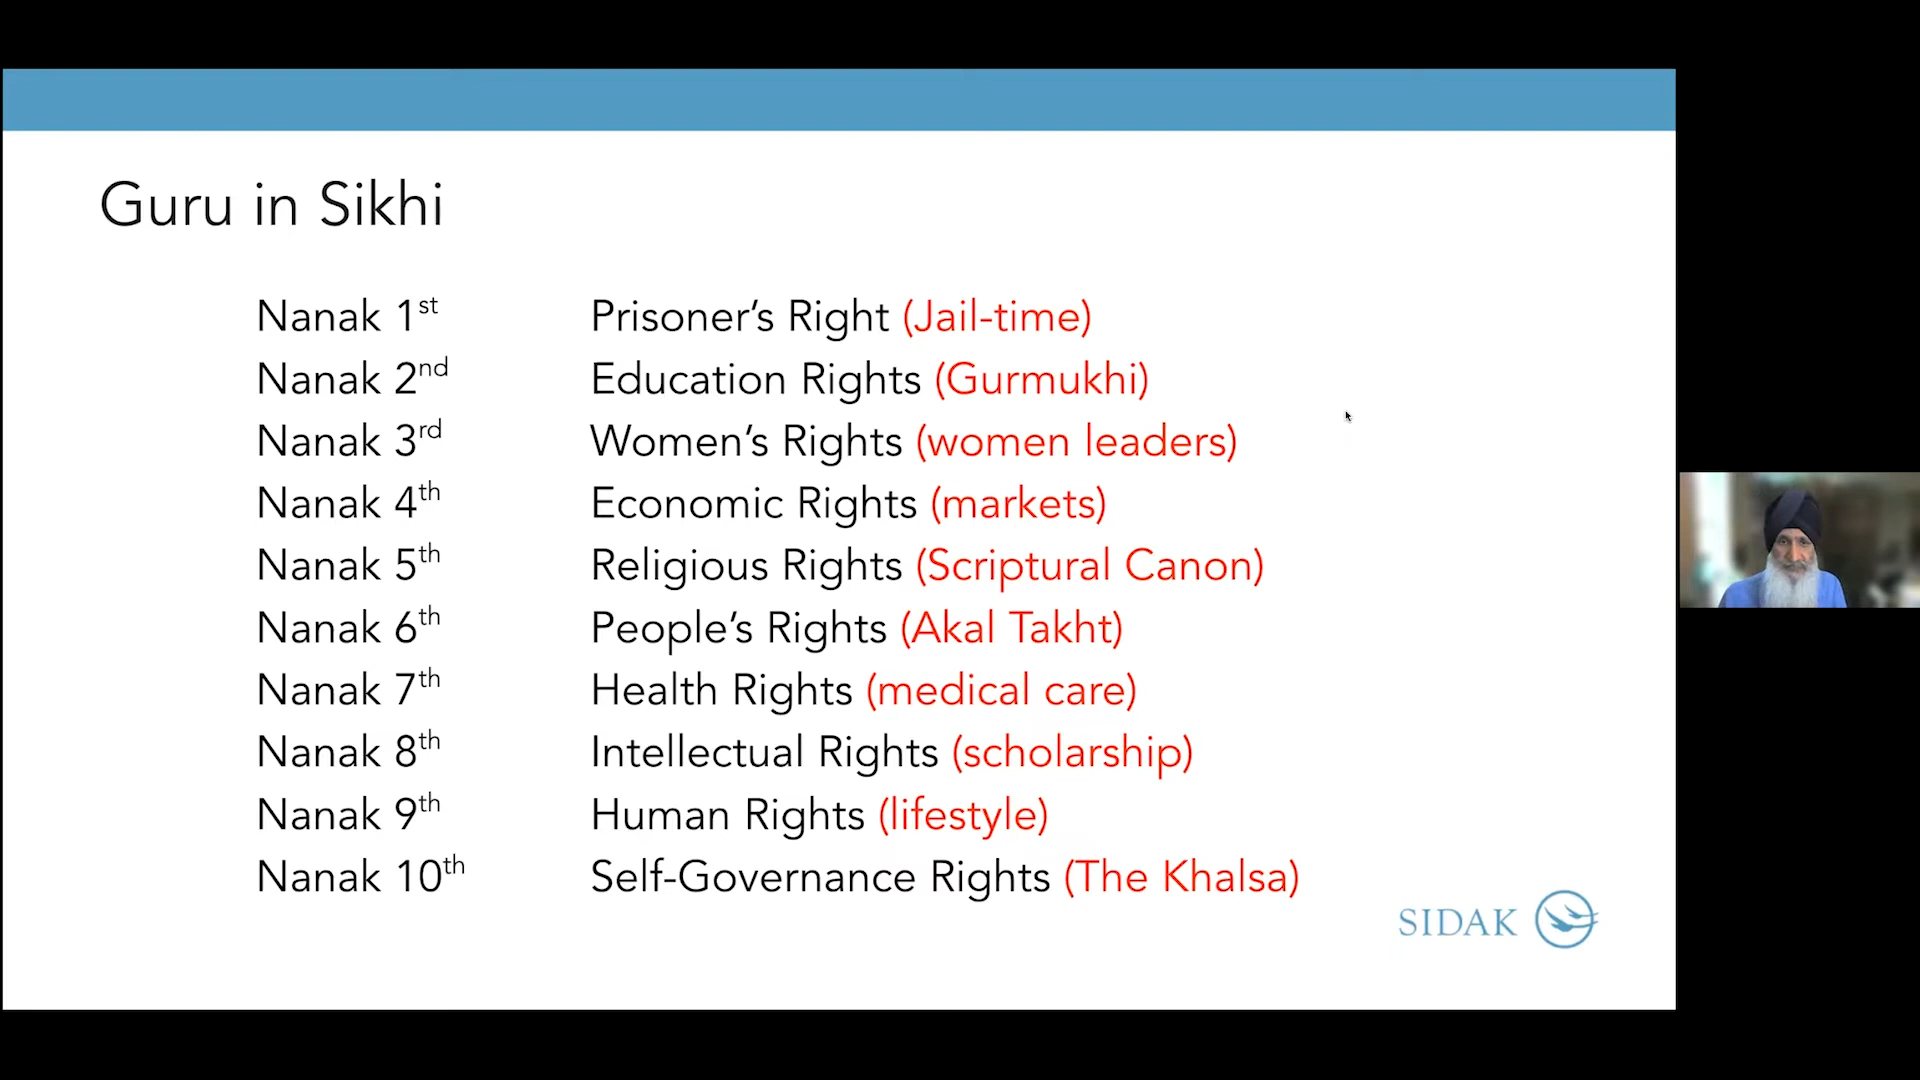 Guru in Sikhi
Nanak 1st Prisoner’s Right (Jail-time)
Nanak 2nd Education Rights (Gurmukhi)
Nanak 3rd Women’s Rights (women leaders)
Nanak 4th Economic Rights (markets)
Nanak 5th Religious Rights (Scriptural Canon)
Nanak 6th People’s Rights (Akal Takht)
Nanak 7th Health Rights (medical care)
Nanak 8th Intellectual Rights (scholarship)
Nanak 9th Human Rights (lifestyle)
Nanak 10th Self-Governance Rights (The Khalsa)
SIDAK